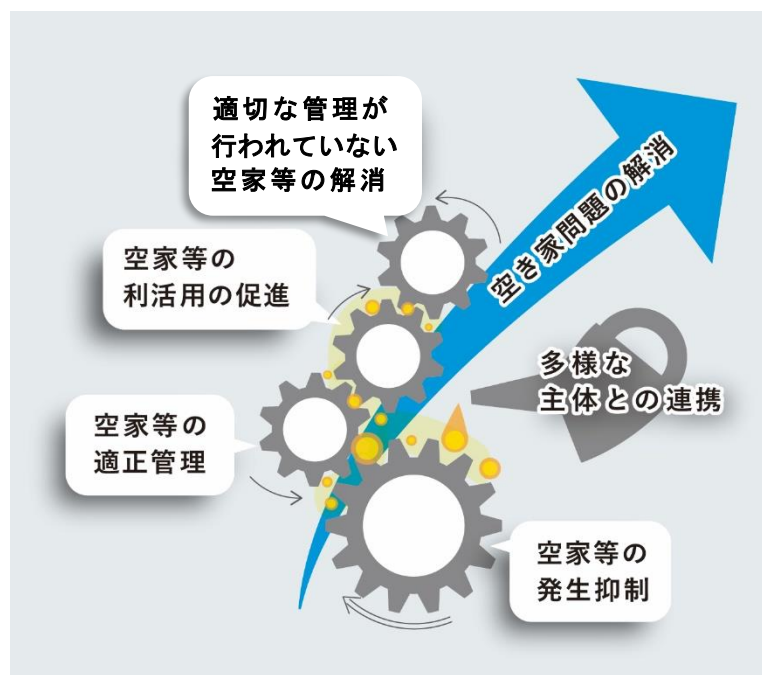 適切な管理が
行われていない
空家等の解消
空き家問題の解消
空家等の
利活用の促進
多様な
主体との連携
空家等の
適正管理
空家等の
発生抑制